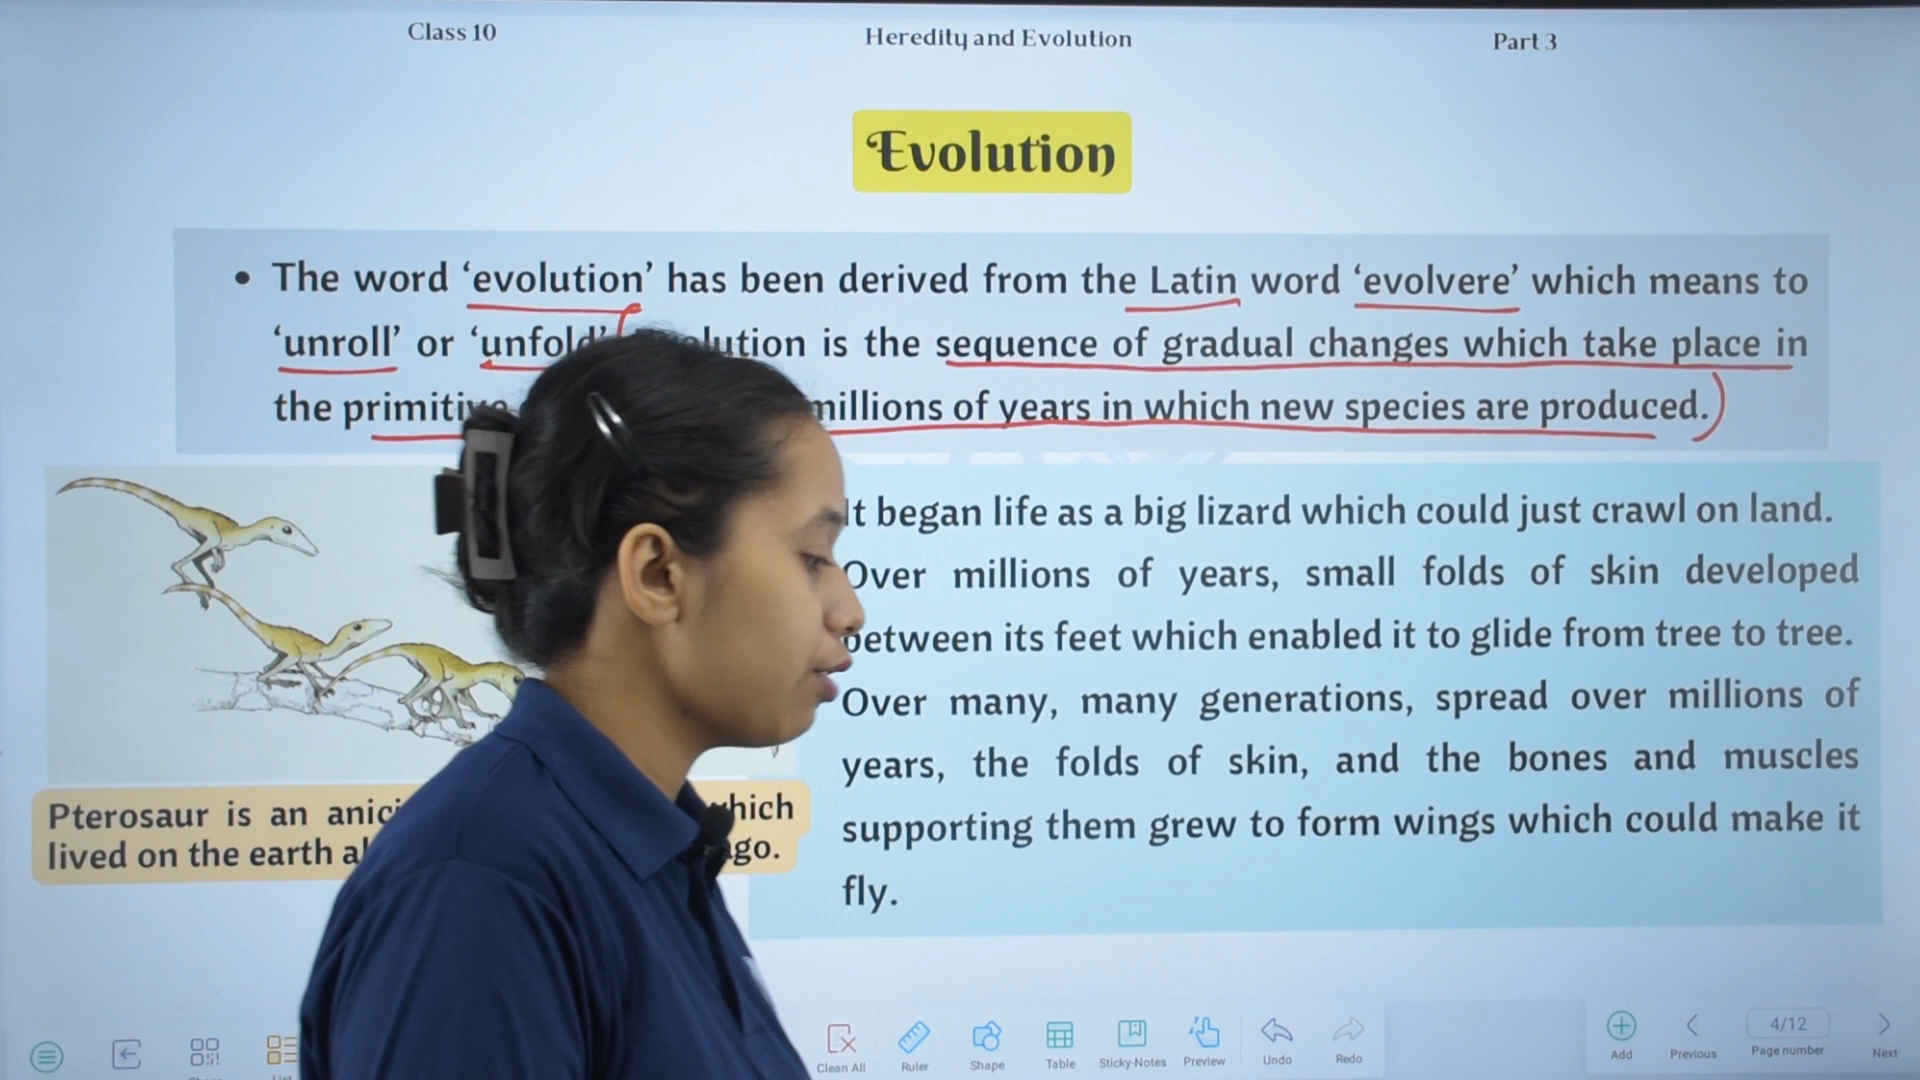 Class 10 Heredity and Evolution Part 3
Evolution
• The word ‘evolution’ has been derived from the Latin word ‘evolvere’ which means to
‘unroll’ or ‘unfold’ is the sequence of gradual changes which take place in
the millions of years in which new species are produced.)
It began life as a big lizard which could just crawl on land.
Over millions of years, small folds of skin developed
between its feet which enabled it to glide from tree to tree.
Over many, many generations, spread over millions of
years, the folds of skin, and the bones and muscles
supporting them grew to form wings which could make it
fly.
Pterosaur is an which
lived on the earth ago.
Clean All Ruler Shape Table Sticky-Notes Preview Undo Redo Add Previous 4/12 Page number Next